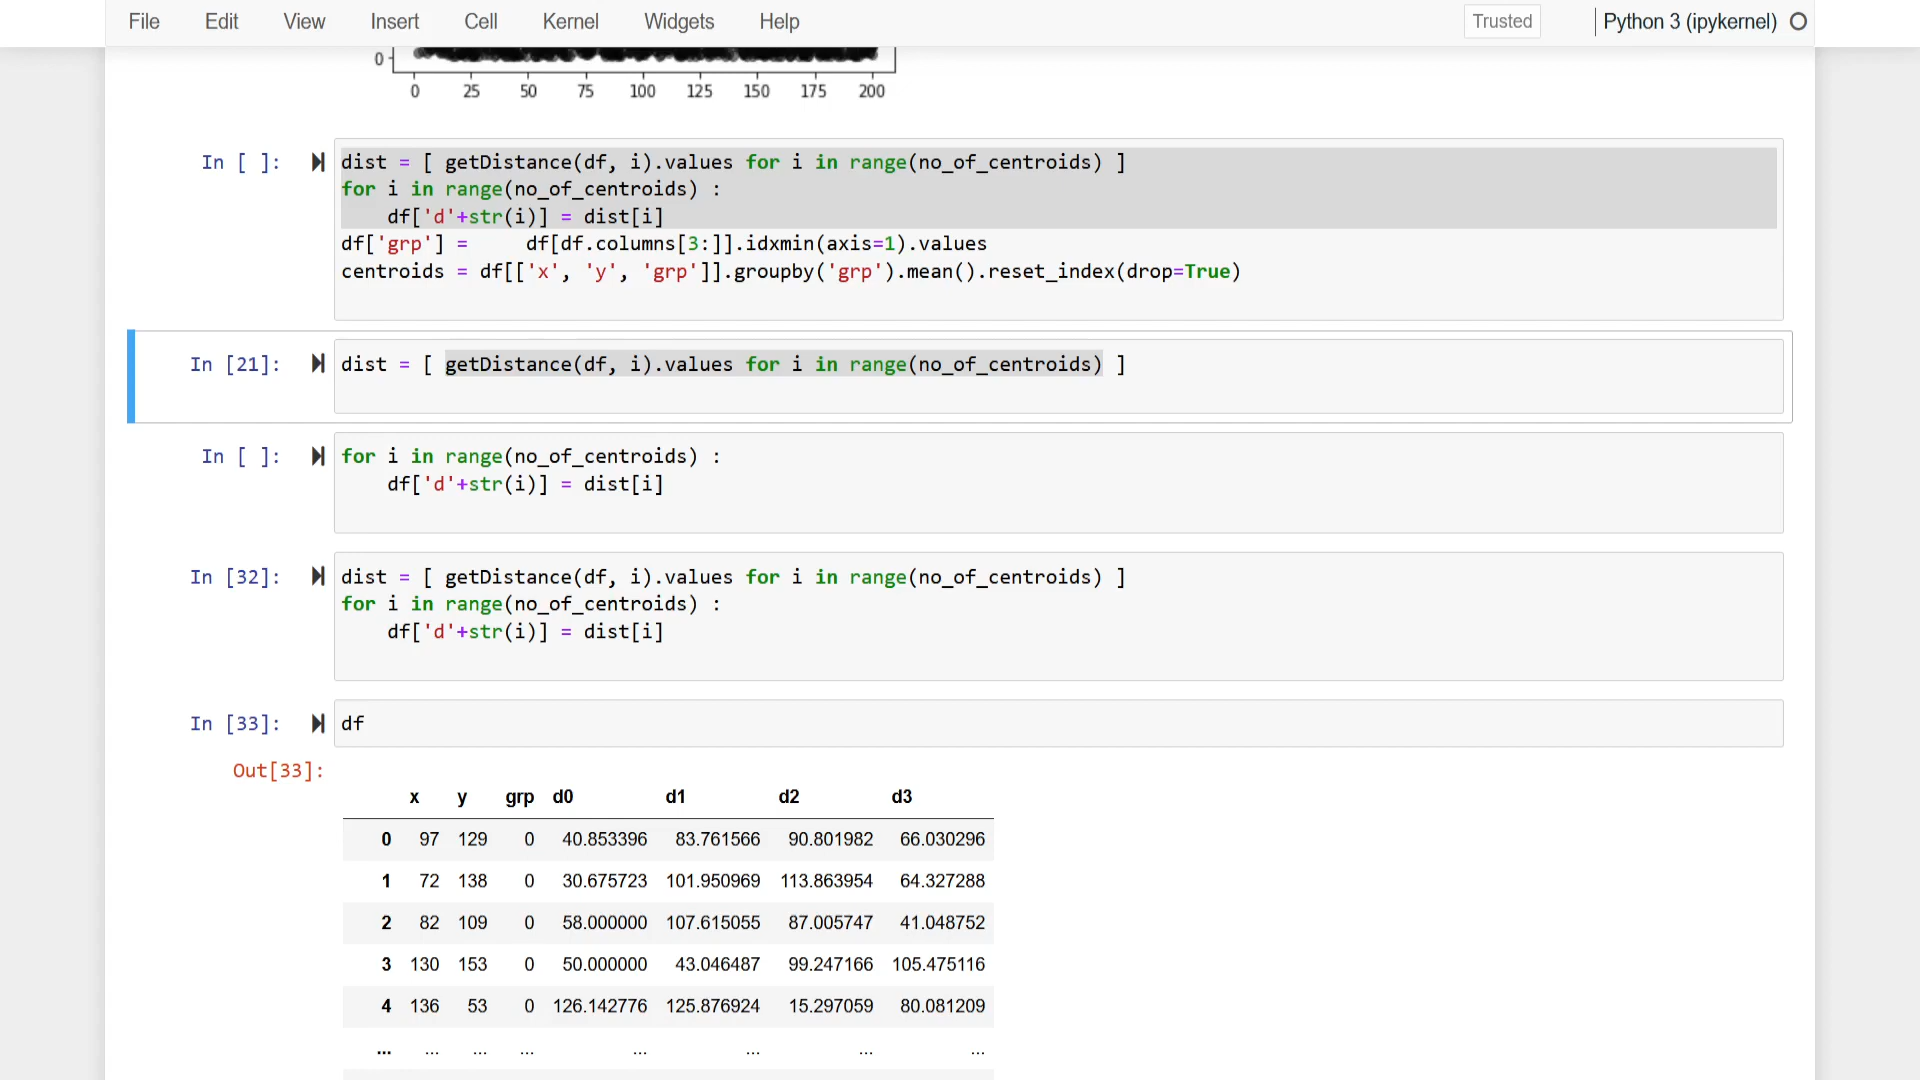 File Edit View Insert Cell Kernel Widgets Help Trusted Python 3 (ipykernel)
0
0 25 50 75 100 125 150 175 200
In [ ]: dist = [ getDistance(df, i).values for i in range(no_of_centroids) ]
for i in range(no_of_centroids) :
    df['d'+str(i)] = dist[i]
df['grp'] =     df[df.columns[3:]].idxmin(axis=1).values
centroids = df[['x', 'y', 'grp']].groupby('grp').mean().reset_index(drop=True)
In [21]: dist = [ getDistance(df, i).values for i in range(no_of_centroids) ]
In [ ]: for i in range(no_of_centroids) :
    df['d'+str(i)] = dist[i]
In [32]: dist = [ getDistance(df, i).values for i in range(no_of_centroids) ]
for i in range(no_of_centroids) :
    df['d'+str(i)] = dist[i]
In [33]: df
Out[33]:
x y grp d0 d1 d2 d3
0 97 129 0 40.853396 83.761566 90.801982 66.030296
1 72 138 0 30.675723 101.950969 113.863954 64.327288
2 82 109 0 58.000000 107.615055 87.005747 41.048752
3 130 153 0 50.000000 43.046487 99.247166 105.475116
4 136 53 0 126.142776 125.876924 15.297059 80.081209
... ... ... ... ... ... ... ...